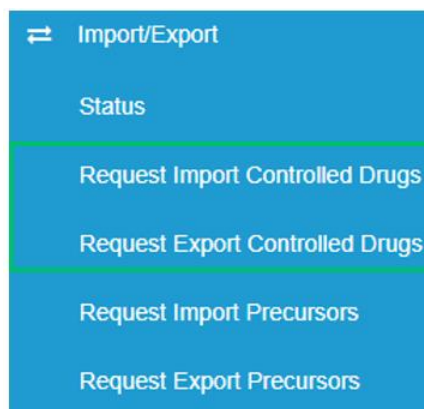 Import/Export
Status
Request Import Controlled Drugs
Request Export Controlled Drugs
Request Import Precursors
Request Export Precursors